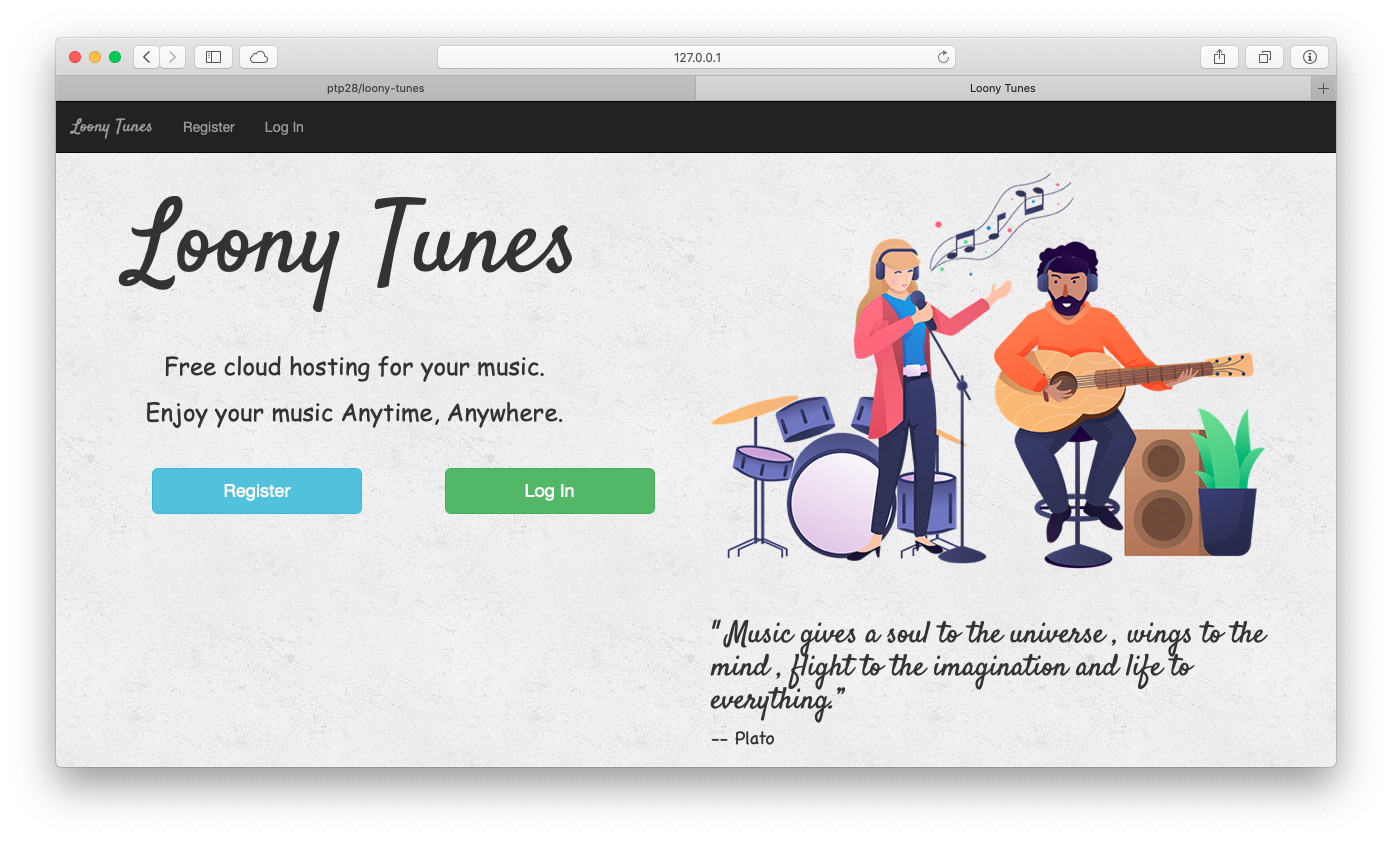 127.0.0.1
ptp28/loony-tunes
Loony Tunes
Loony Tunes
Register
Log In
Loony Tunes
Free cloud hosting for your music.
Enjoy your music Anytime, Anywhere.
Register
Log In
"Music gives a soul to the universe , wings to the
mind , flight to the imagination and life to
everything."
-- Plato